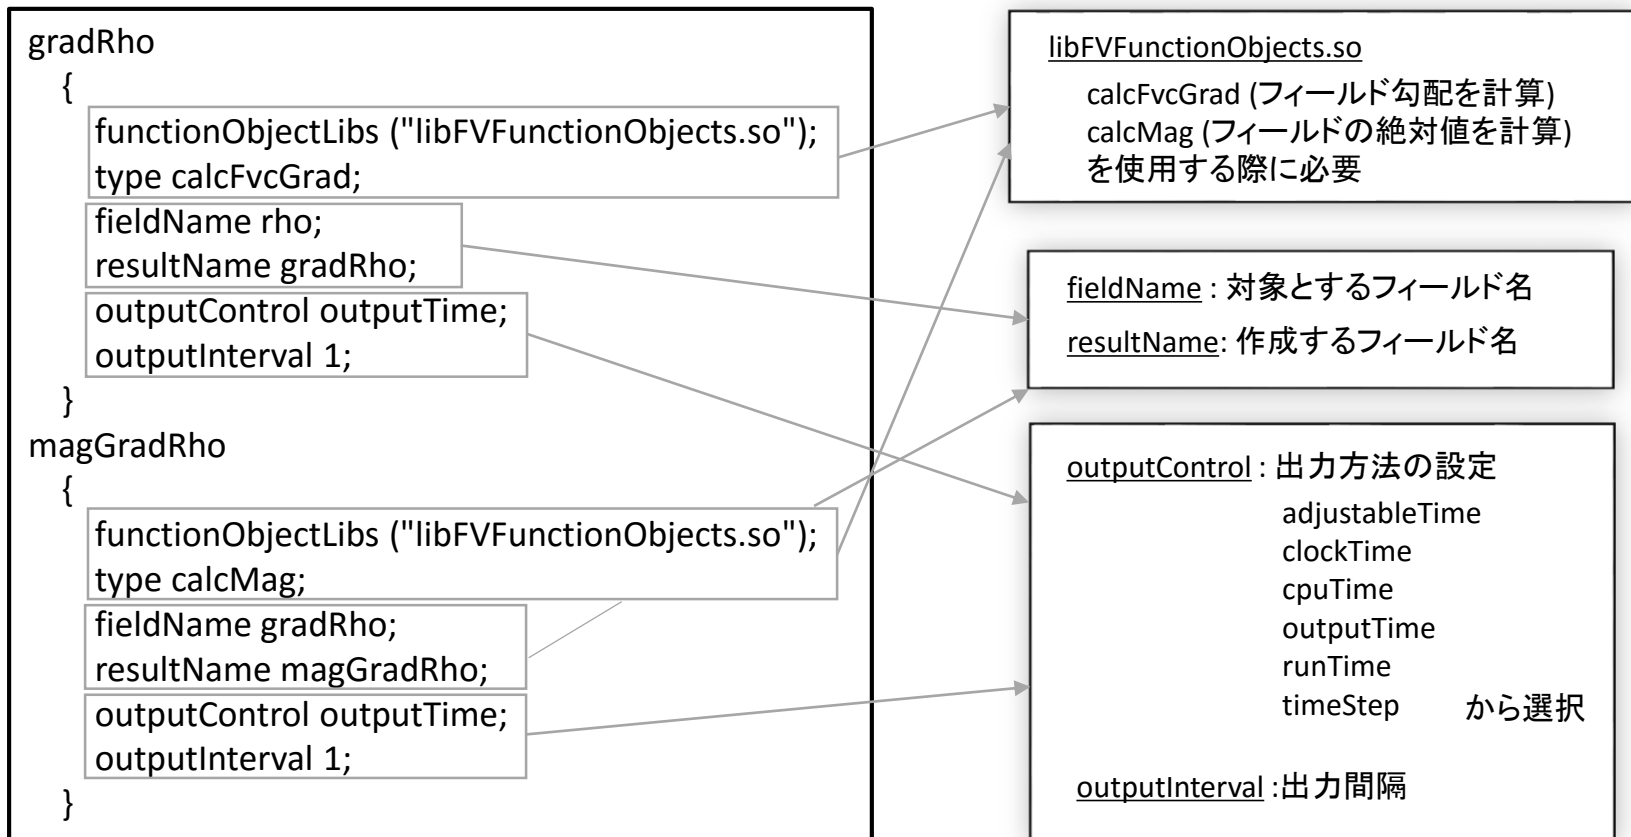 gradRho
{
functionObjectLibs ("libFVFunctionObjects.so");
type calcFvcGrad;
fieldName rho;
resultName gradRho;
outputControl outputTime;
outputInterval 1;
}
magGradRho
{
functionObjectLibs ("libFVFunctionObjects.so");
type calcMag;
fieldName gradRho;
resultName magGradRho;
outputControl outputTime;
outputInterval 1;
}
libFVFunctionObjects.so
calcFvcGrad (フィールド勾配を計算)
calcMag (フィールドの絶対値を計算)
を使用する際に必要
fieldName : 対象とするフィールド名
resultName: 作成するフィールド名
outputControl : 出力方法の設定
adjustableTime
clockTime
cpuTime
outputTime
runTime
timeStep から選択
outputInterval :出力間隔